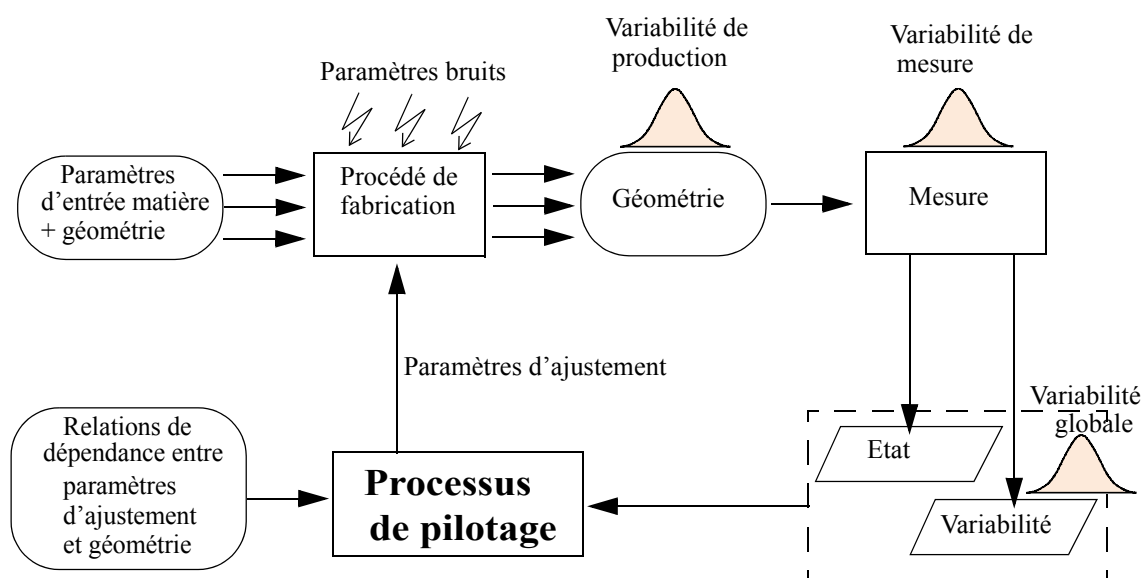 Variabilité de
production
Variabilité de
mesure
Paramètres bruits
Paramètres
d'entrée matière
+ géométrie
Procédé de
fabrication
Géométrie
Mesure
Paramètres d'ajustement
Variabilité
globale
Relations de
dépendance entre
paramètres
d'ajustement
et géométrie
Processus
de pilotage
Etat
Variabilité